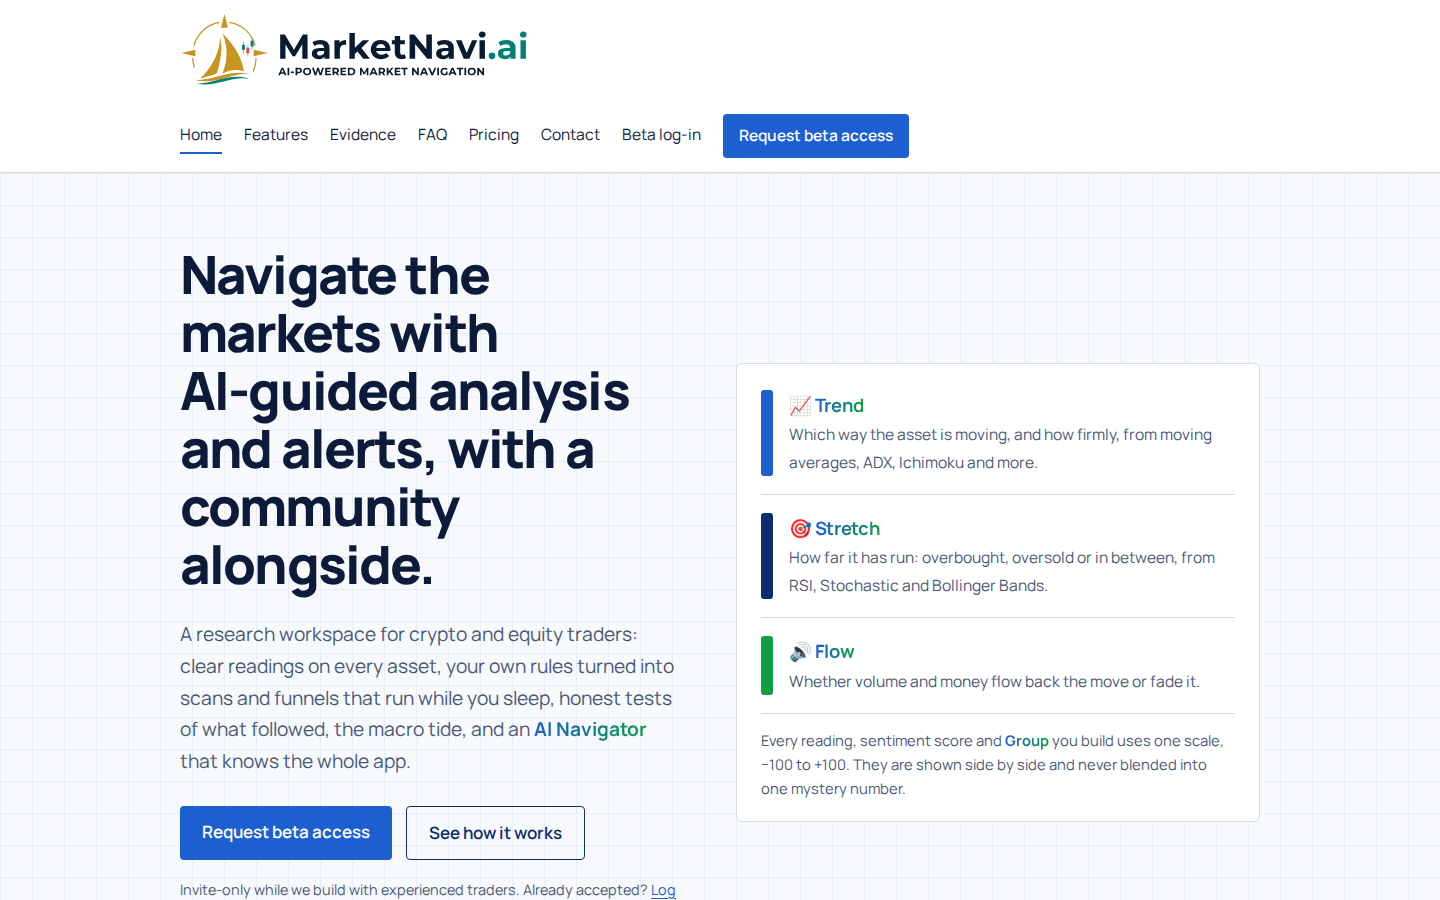 MarketNavi.ai
AI-POWERED MARKET NAVIGATION
Home Features Evidence FAQ Pricing Contact Beta log-in Request beta access
Navigate the
markets with
AI-guided analysis
and alerts, with a
community
alongside.
A research workspace for crypto and equity traders:
clear readings on every asset, your own rules turned into
scans and funnels that run while you sleep, honest tests
of what followed, the macro tide, and an AI Navigator
that knows the whole app.
Request beta access See how it works
Invite-only while we build with experienced traders. Already accepted? Log
📈 Trend
Which way the asset is moving, and how firmly, from moving
averages, ADX, Ichimoku and more.
🎯 Stretch
How far it has run: overbought, oversold or in between, from
RSI, Stochastic and Bollinger Bands.
🔊 Flow
Whether volume and money flow back the move or fade it.
Every reading, sentiment score and Group you build uses one scale,
−100 to +100. They are shown side by side and never blended into
one mystery number.